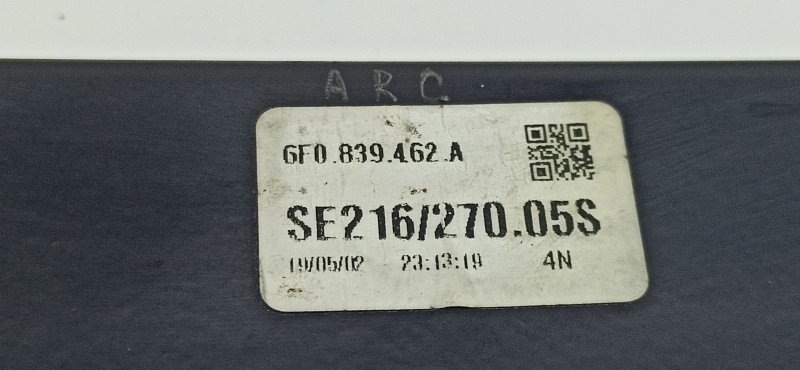 ARC
6F0.839.462.A
SE216/270.05S
19/05/02 23:13:19 4N